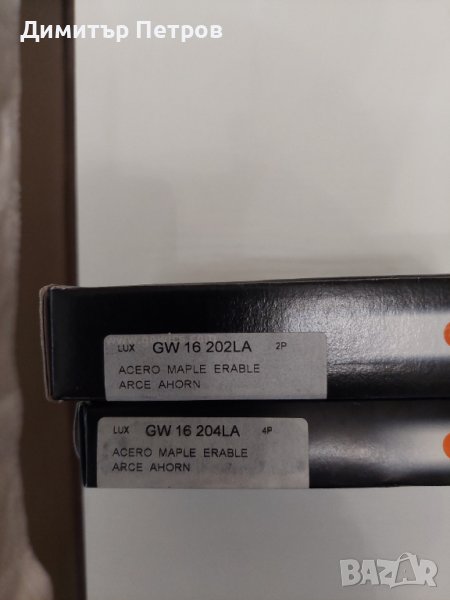 Димитър Петров
LUX GW 16 202LA 2P
ACERO MAPLE ERABLE
ARCE AHORN
LUX GW 16 204LA 4P
ACERO MAPLE ERABLE
ARCE AHORN
BAZAR